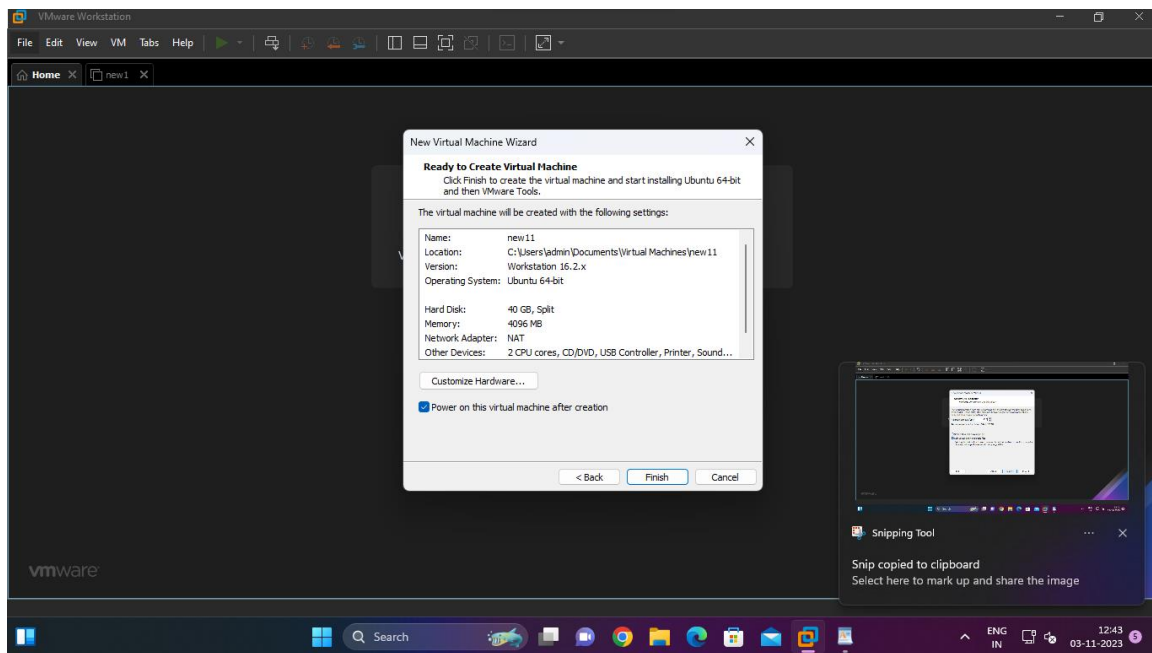 VMware Workstation
File Edit View VM Tabs Help
Home new1
New Virtual Machine Wizard
Ready to Create Virtual Machine
Click Finish to create the virtual machine and start installing Ubuntu 64-bit
and then VMware Tools.
The virtual machine will be created with the following settings:
Name: new11
Location: C:\Users\admin\Documents\Virtual Machines\new11
Version: Workstation 16.2.x
Operating System: Ubuntu 64-bit
Hard Disk: 40 GB, Split
Memory: 4096 MB
Network Adapter: NAT
Other Devices: 2 CPU cores, CD/DVD, USB Controller, Printer, Sound...
Customize Hardware...
Power on this virtual machine after creation
< Back Finish Cancel
Snipping Tool
Snip copied to clipboard
Select here to mark up and share the image
vmware
Search
ENG
IN
12:43
03-11-2023
5